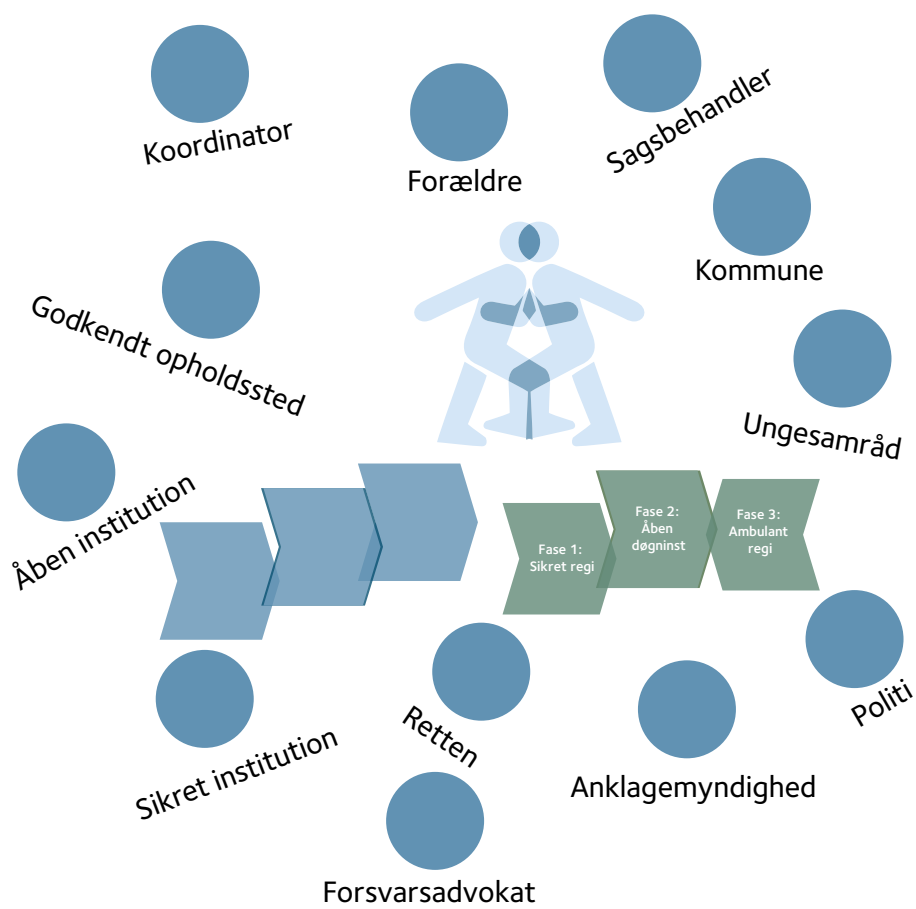 Koordinator
Forældre
Sagsbehandler
Kommune
Godkendt opholdssted
Ungesamråd
Åben institution
Fase 1:
Sikret regi
Fase 2:
Åben
døgninst
Fase 3:
Ambulant
regi
Politi
Retten
Sikret institution
Anklagemyndighed
Forsvarsadvokat